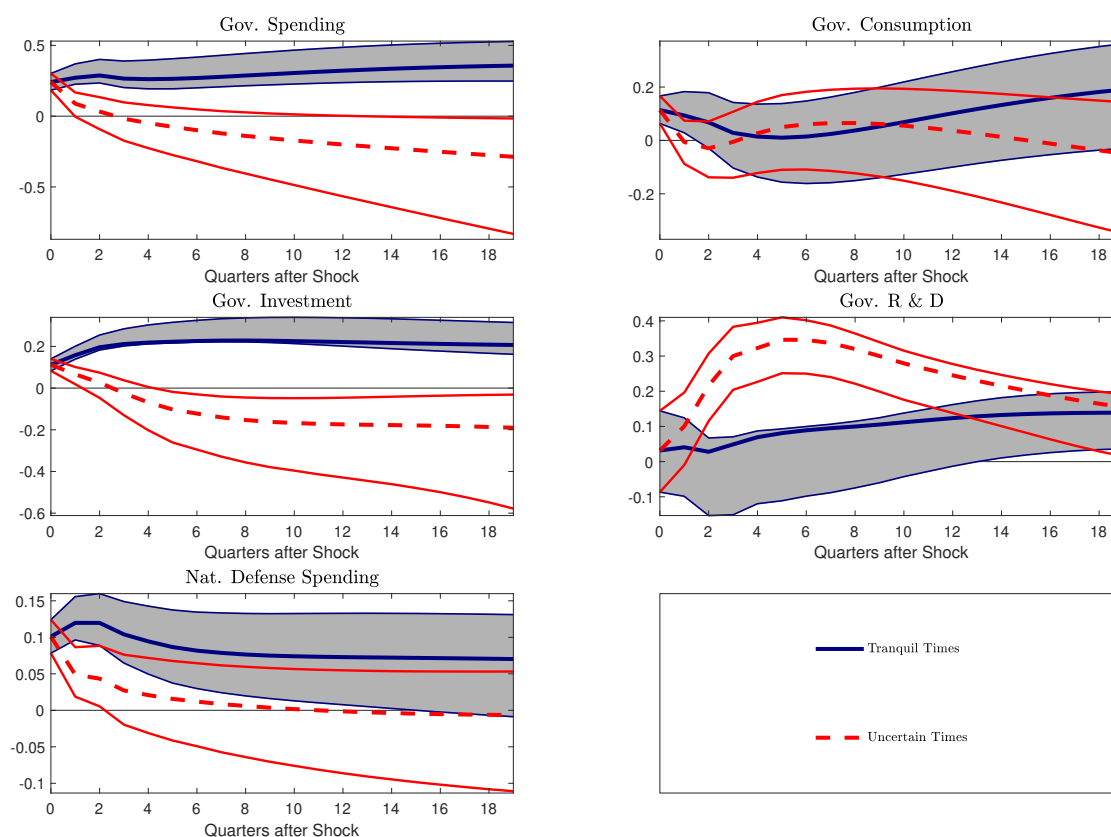 Gov. Spending
0.5
0
-0.5
0 2 4 6 8 10 12 14 16 18
Quarters after Shock
Gov. Consumption
0.2
0
-0.2
0 2 4 6 8 10 12 14 16 18
Quarters after Shock
Gov. Investment
0.2
0
-0.2
-0.4
-0.6
0 2 4 6 8 10 12 14 16 18
Quarters after Shock
Gov. R & D
0.4
0.3
0.2
0.1
0
-0.1
0 2 4 6 8 10 12 14 16 18
Quarters after Shock
Nat. Defense Spending
0.15
0.1
0.05
0
-0.05
-0.1
0 2 4 6 8 10 12 14 16 18
Quarters after Shock
Tranquil Times
Uncertain Times